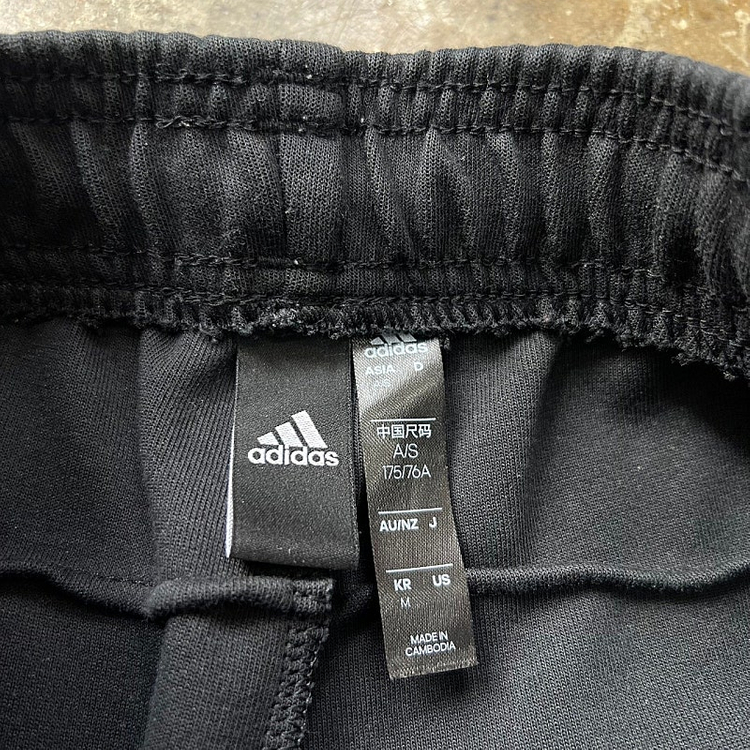 adidas
adidas
ASIA D
中国尺码
A/S
175/76A
AU/NZ J
KR US
M
MADE IN
CAMBODIA